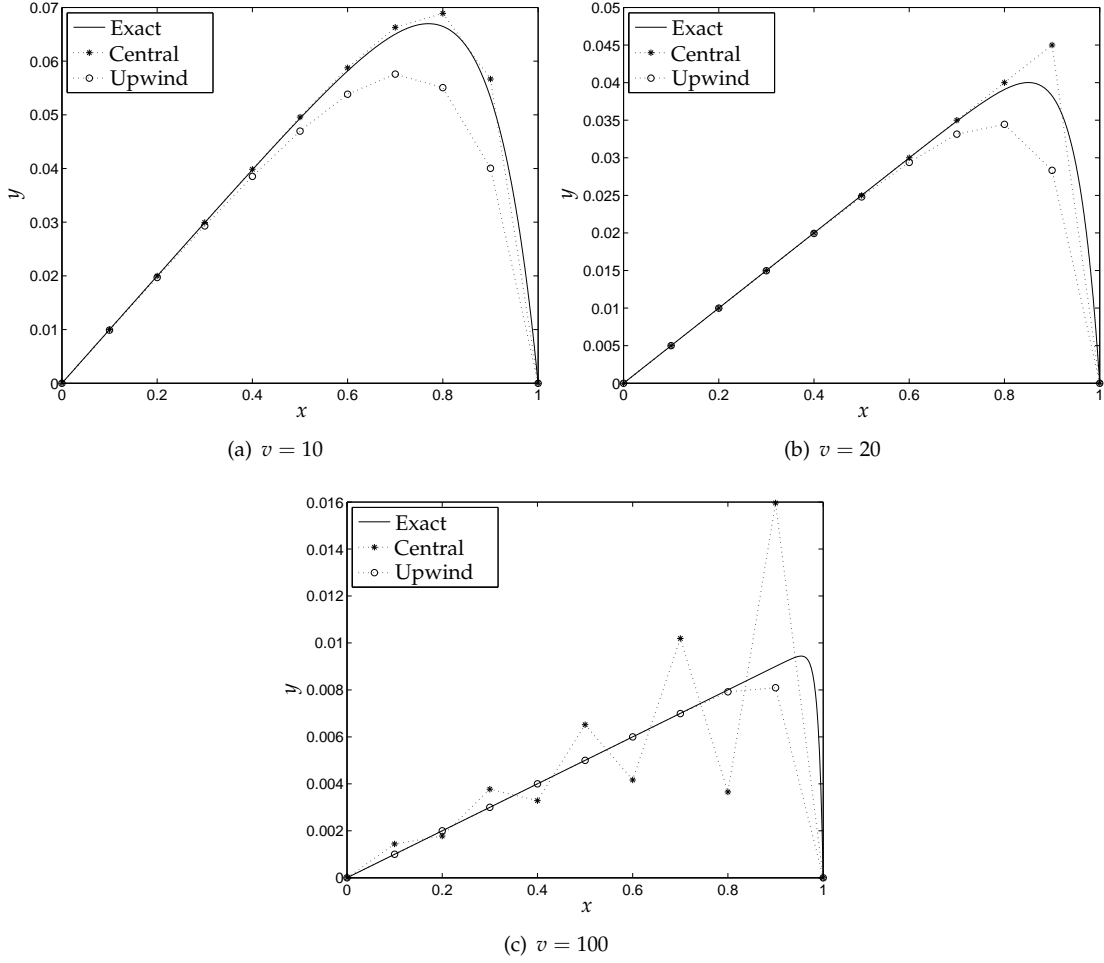 0.07
0.06
0.05
0.04
0.03
0.02
0.01
0
y
Exact
Central
Upwind
0 0.2 0.4 0.6 0.8 1
x
(a) v = 10
0.05
0.045
0.04
0.035
0.03
0.025
0.02
0.015
0.01
0.005
0
y
Exact
Central
Upwind
0 0.2 0.4 0.6 0.8 1
x
(b) v = 20
0.016
0.014
0.012
0.01
0.008
0.006
0.004
0.002
0
y
Exact
Central
Upwind
0 0.2 0.4 0.6 0.8 1
x
(c) v = 100